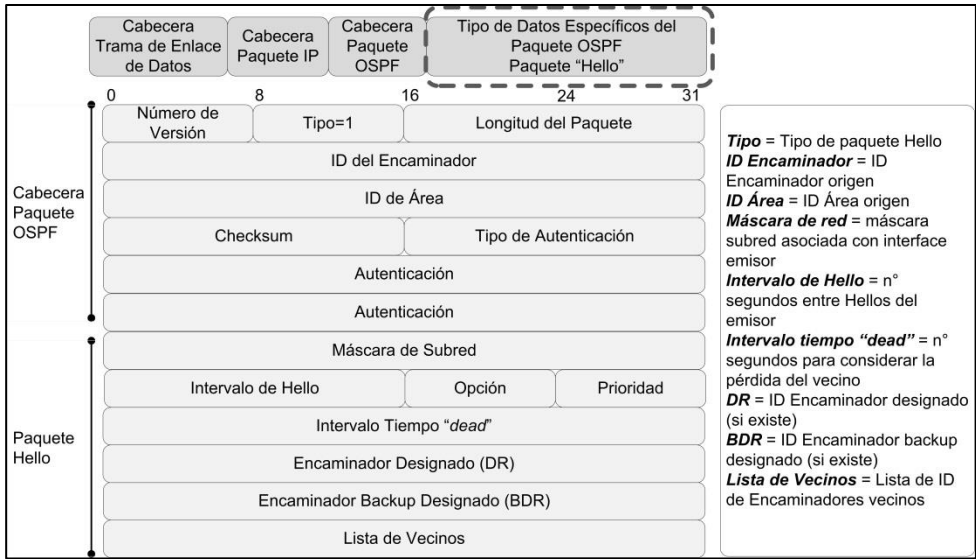 Cabecera
Trama de Enlace
de Datos
Cabecera
Paquete IP
Cabecera
Paquete
OSPF
Tipo de Datos Específicos del
Paquete OSPF
Paquete “Hello”
0 8 16 24 31
Cabecera
Paquete
OSPF
Número de
Versión
Tipo=1
Longitud del Paquete
ID del Encaminador
ID de Área
Checksum
Tipo de Autenticación
Autenticación
Autenticación
Paquete
Hello
Máscara de Subred
Intervalo de Hello
Opción
Prioridad
Intervalo Tiempo “dead”
Encaminador Designado (DR)
Encaminador Backup Designado (BDR)
Lista de Vecinos
Tipo = Tipo de paquete Hello
ID Encaminador = ID
Encaminador origen
ID Área = ID Área origen
Máscara de red = máscara
subred asociada con interface
emisor
Intervalo de Hello = n°
segundos entre Hellos del
emisor
Intervalo tiempo “dead” = n°
segundos para considerar la
pérdida del vecino
DR = ID Encaminador designado
(si existe)
BDR = ID Encaminador backup
designado (si existe)
Lista de Vecinos = Lista de ID
de Encaminadores vecinos